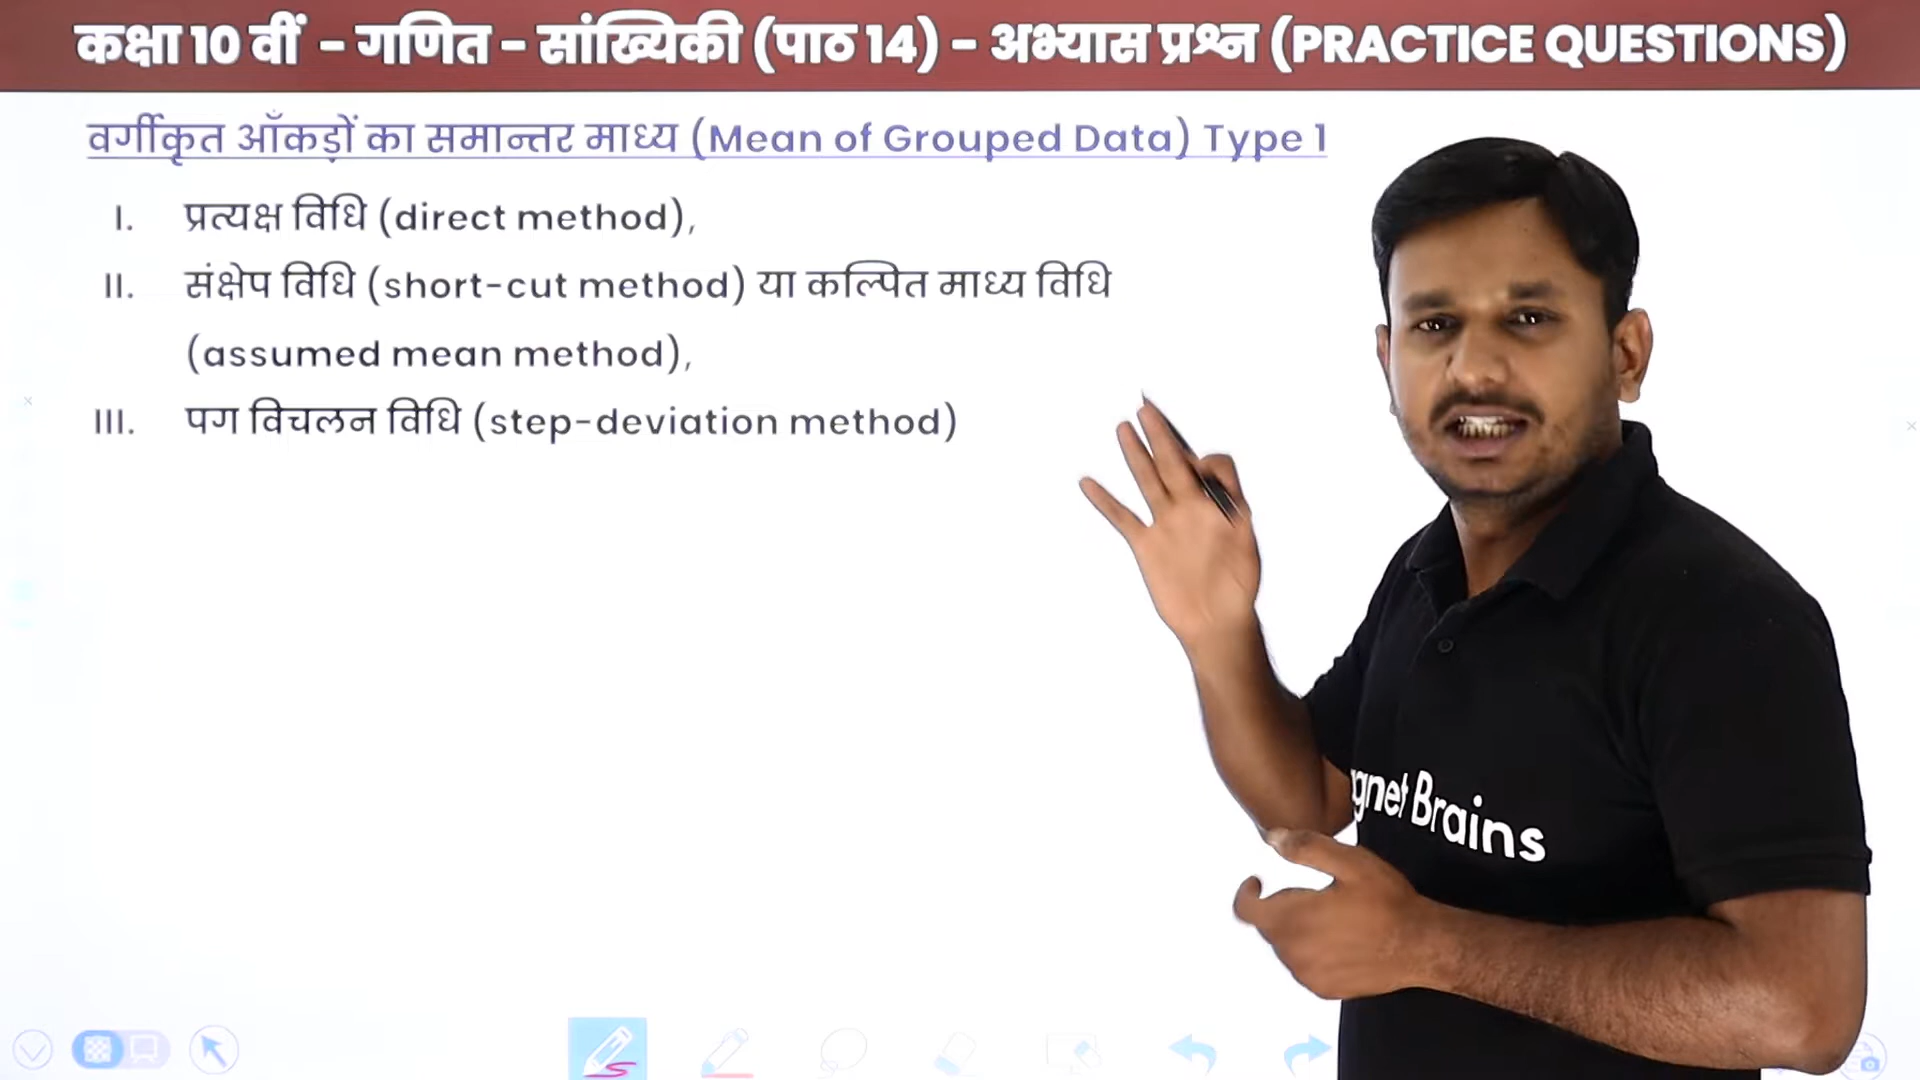 कक्षा 10 वीं - गणित - सांख्यिकी (पाठ 14) - अभ्यास प्रश्न (PRACTICE QUESTIONS)
वर्गीकृत आँकड़ों का समान्तर माध्य (Mean of Grouped Data) Type 1
I. प्रत्यक्ष विधि (direct method),
II. संक्षेप विधि (short-cut method) या कल्पित माध्य विधि
(assumed mean method),
III. पग विचलन विधि (step-deviation method)
gnet Brains